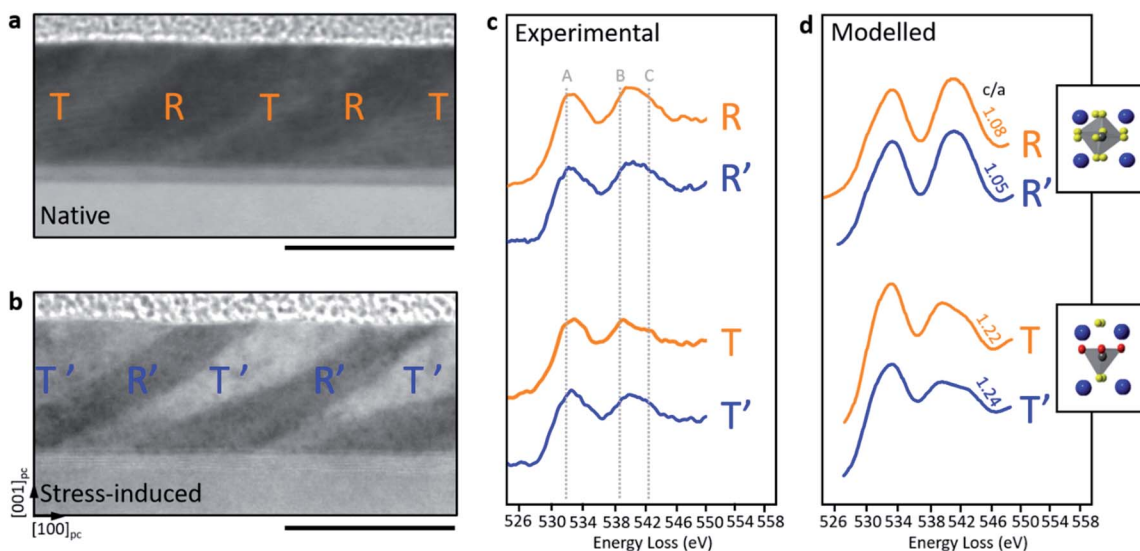 a
T R T R T
Native
b
T' R' T' R' T'
Stress-induced
[001]pc
[100]pc
c
Experimental
A B C
R
R'
T
T'
526 530 534 538 542 546 550 554 558
Energy Loss (eV)
d
Modelled
c/a
1.08
R
1.05
R'
1.22
T
1.24
T'
526 530 534 538 542 546 550 554 558
Energy Loss (eV)